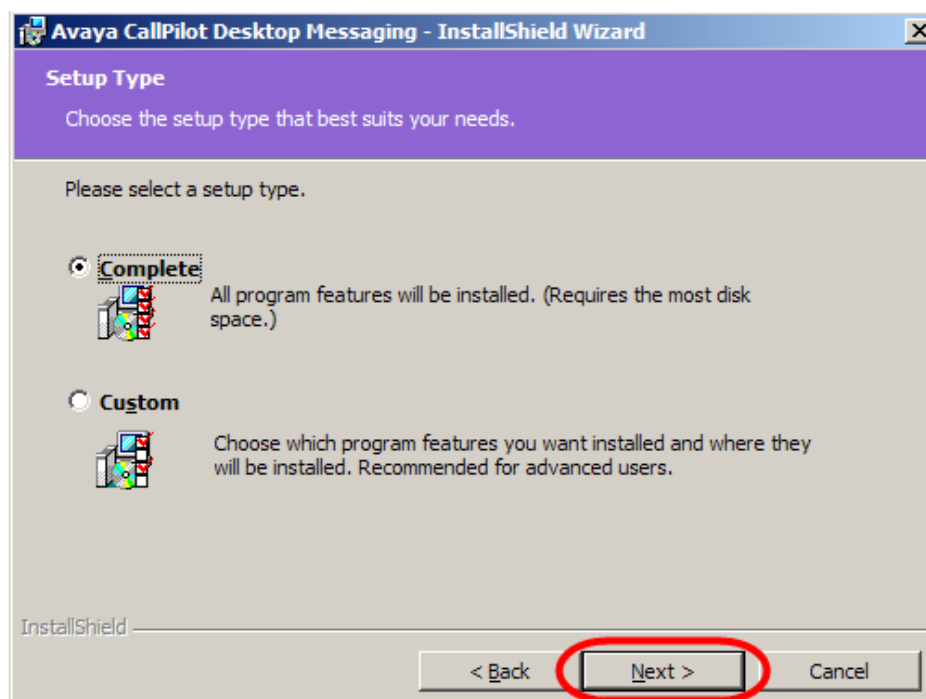 Avaya CallPilot Desktop Messaging - InstallShield Wizard
Setup Type
Choose the setup type that best suits your needs.
Please select a setup type.
Complete
All program features will be installed. (Requires the most disk
space.)
Custom
Choose which program features you want installed and where they
will be installed. Recommended for advanced users.
InstallShield
< Back
Next >
Cancel